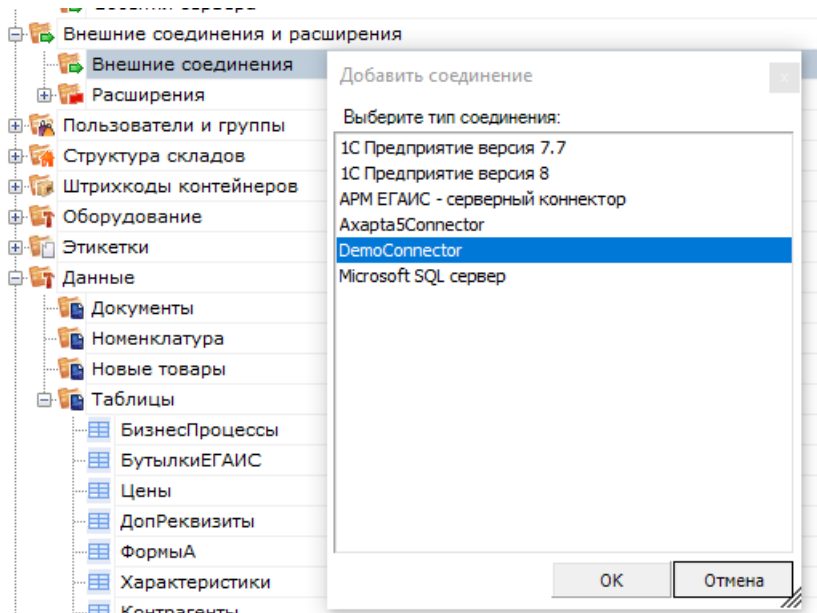 Внешние соединения и расширения
Внешние соединения
Расширения
Пользователи и группы
Структура складов
Штрихкоды контейнеров
Оборудование
Этикетки
Данные
Документы
Номенклатура
Новые товары
Таблицы
БизнесПроцессы
БутылкиЕГАИС
Цены
ДопРеквизиты
ФормыА
Характеристики
Контрагенты
Добавить соединение
x
Выберите тип соединения:
1С Предприятие версия 7.7
1С Предприятие версия 8
АРМ ЕГАИС - серверный коннектор
Axapta5Connector
DemoConnector
Microsoft SQL сервер
ОК
Отмена